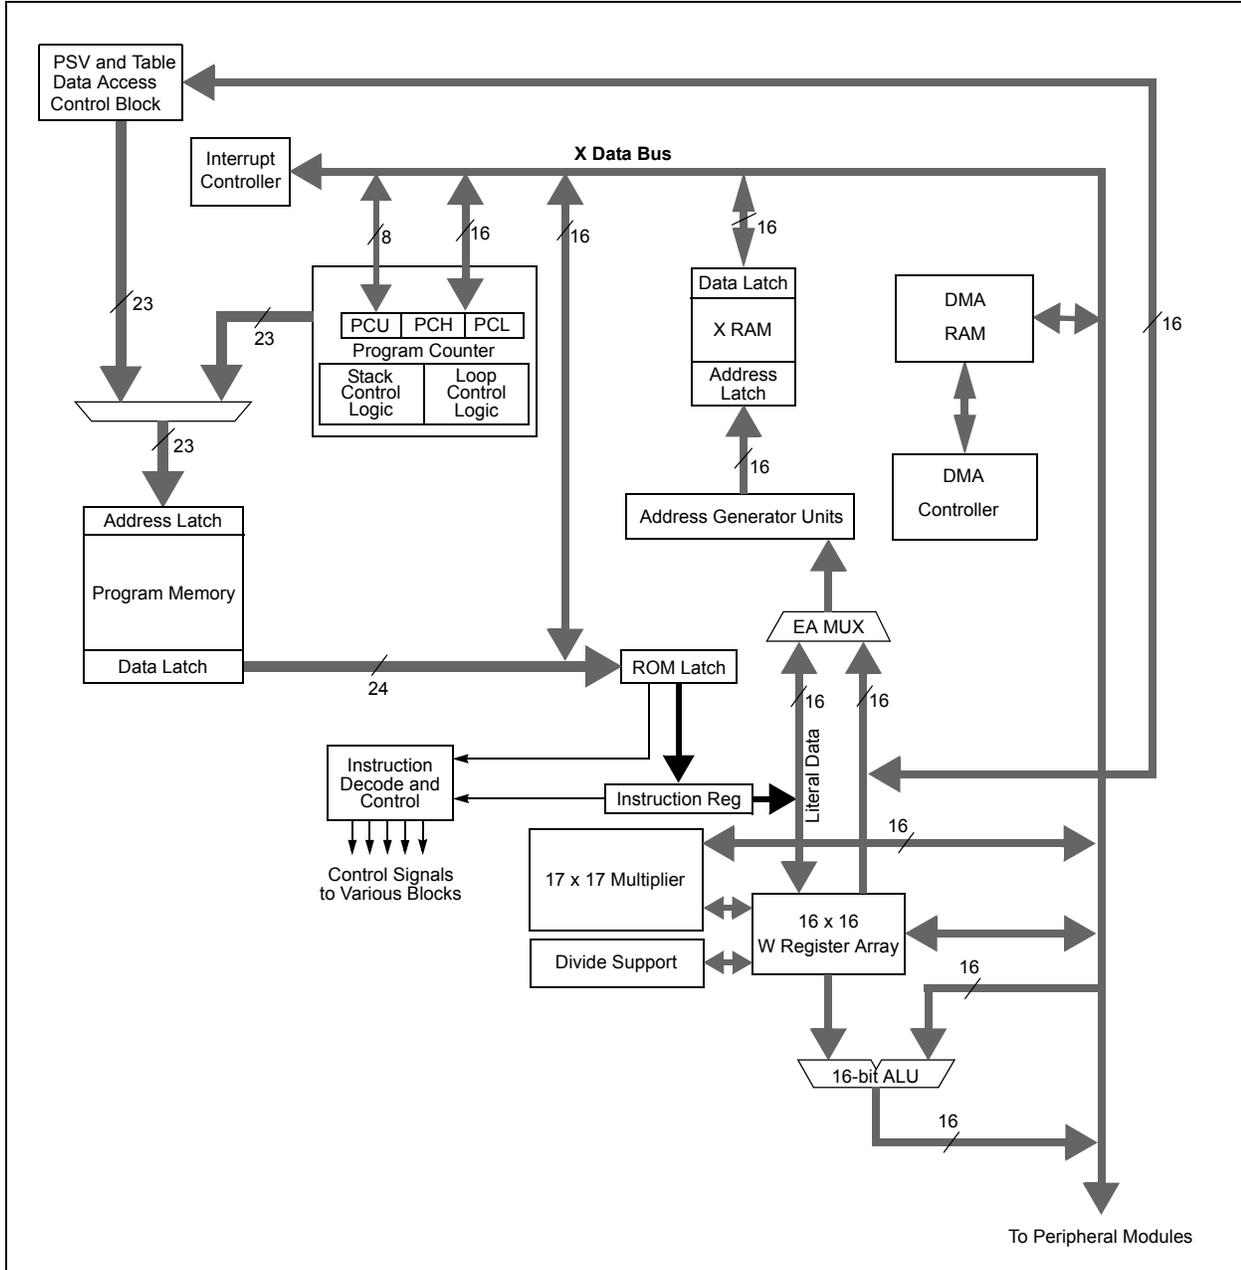 PSV and Table
Data Access
Control Block
Interrupt
Controller
X Data Bus
8
16
16
16
23
23
23
16
PCU PCH PCL
Program Counter
Stack
Control
Logic
Loop
Control
Logic
Data Latch
X RAM
Address
Latch
DMA
RAM
16
DMA
Controller
Address Generator Units
Address Latch
Program Memory
Data Latch
24
EA MUX
ROM Latch
16
16
Literal Data
Instruction
Decode and
Control
Instruction Reg
Control Signals
to Various Blocks
16
17 x 17 Multiplier
16 x 16
W Register Array
Divide Support
16
16-bit ALU
16
To Peripheral Modules